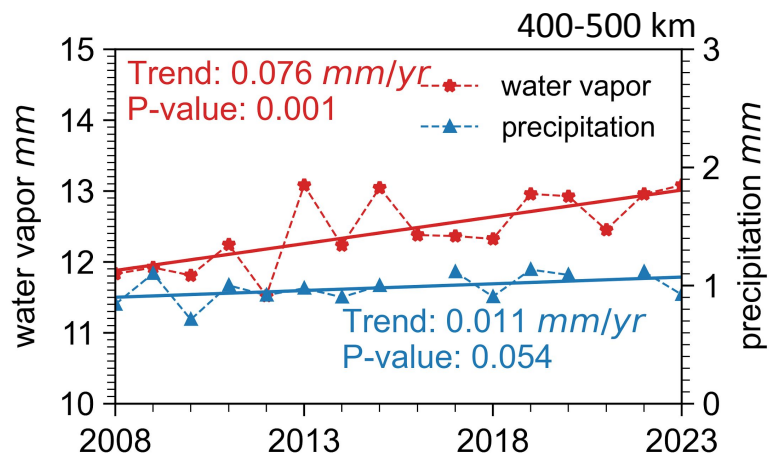 400-500 km
15
14
13
12
11
10
water vapor mm
Trend: 0.076 mm/yr
P-value: 0.001
water vapor
precipitation
Trend: 0.011 mm/yr
P-value: 0.054
3
2
1
0
precipitation mm
2008
2013
2018
2023